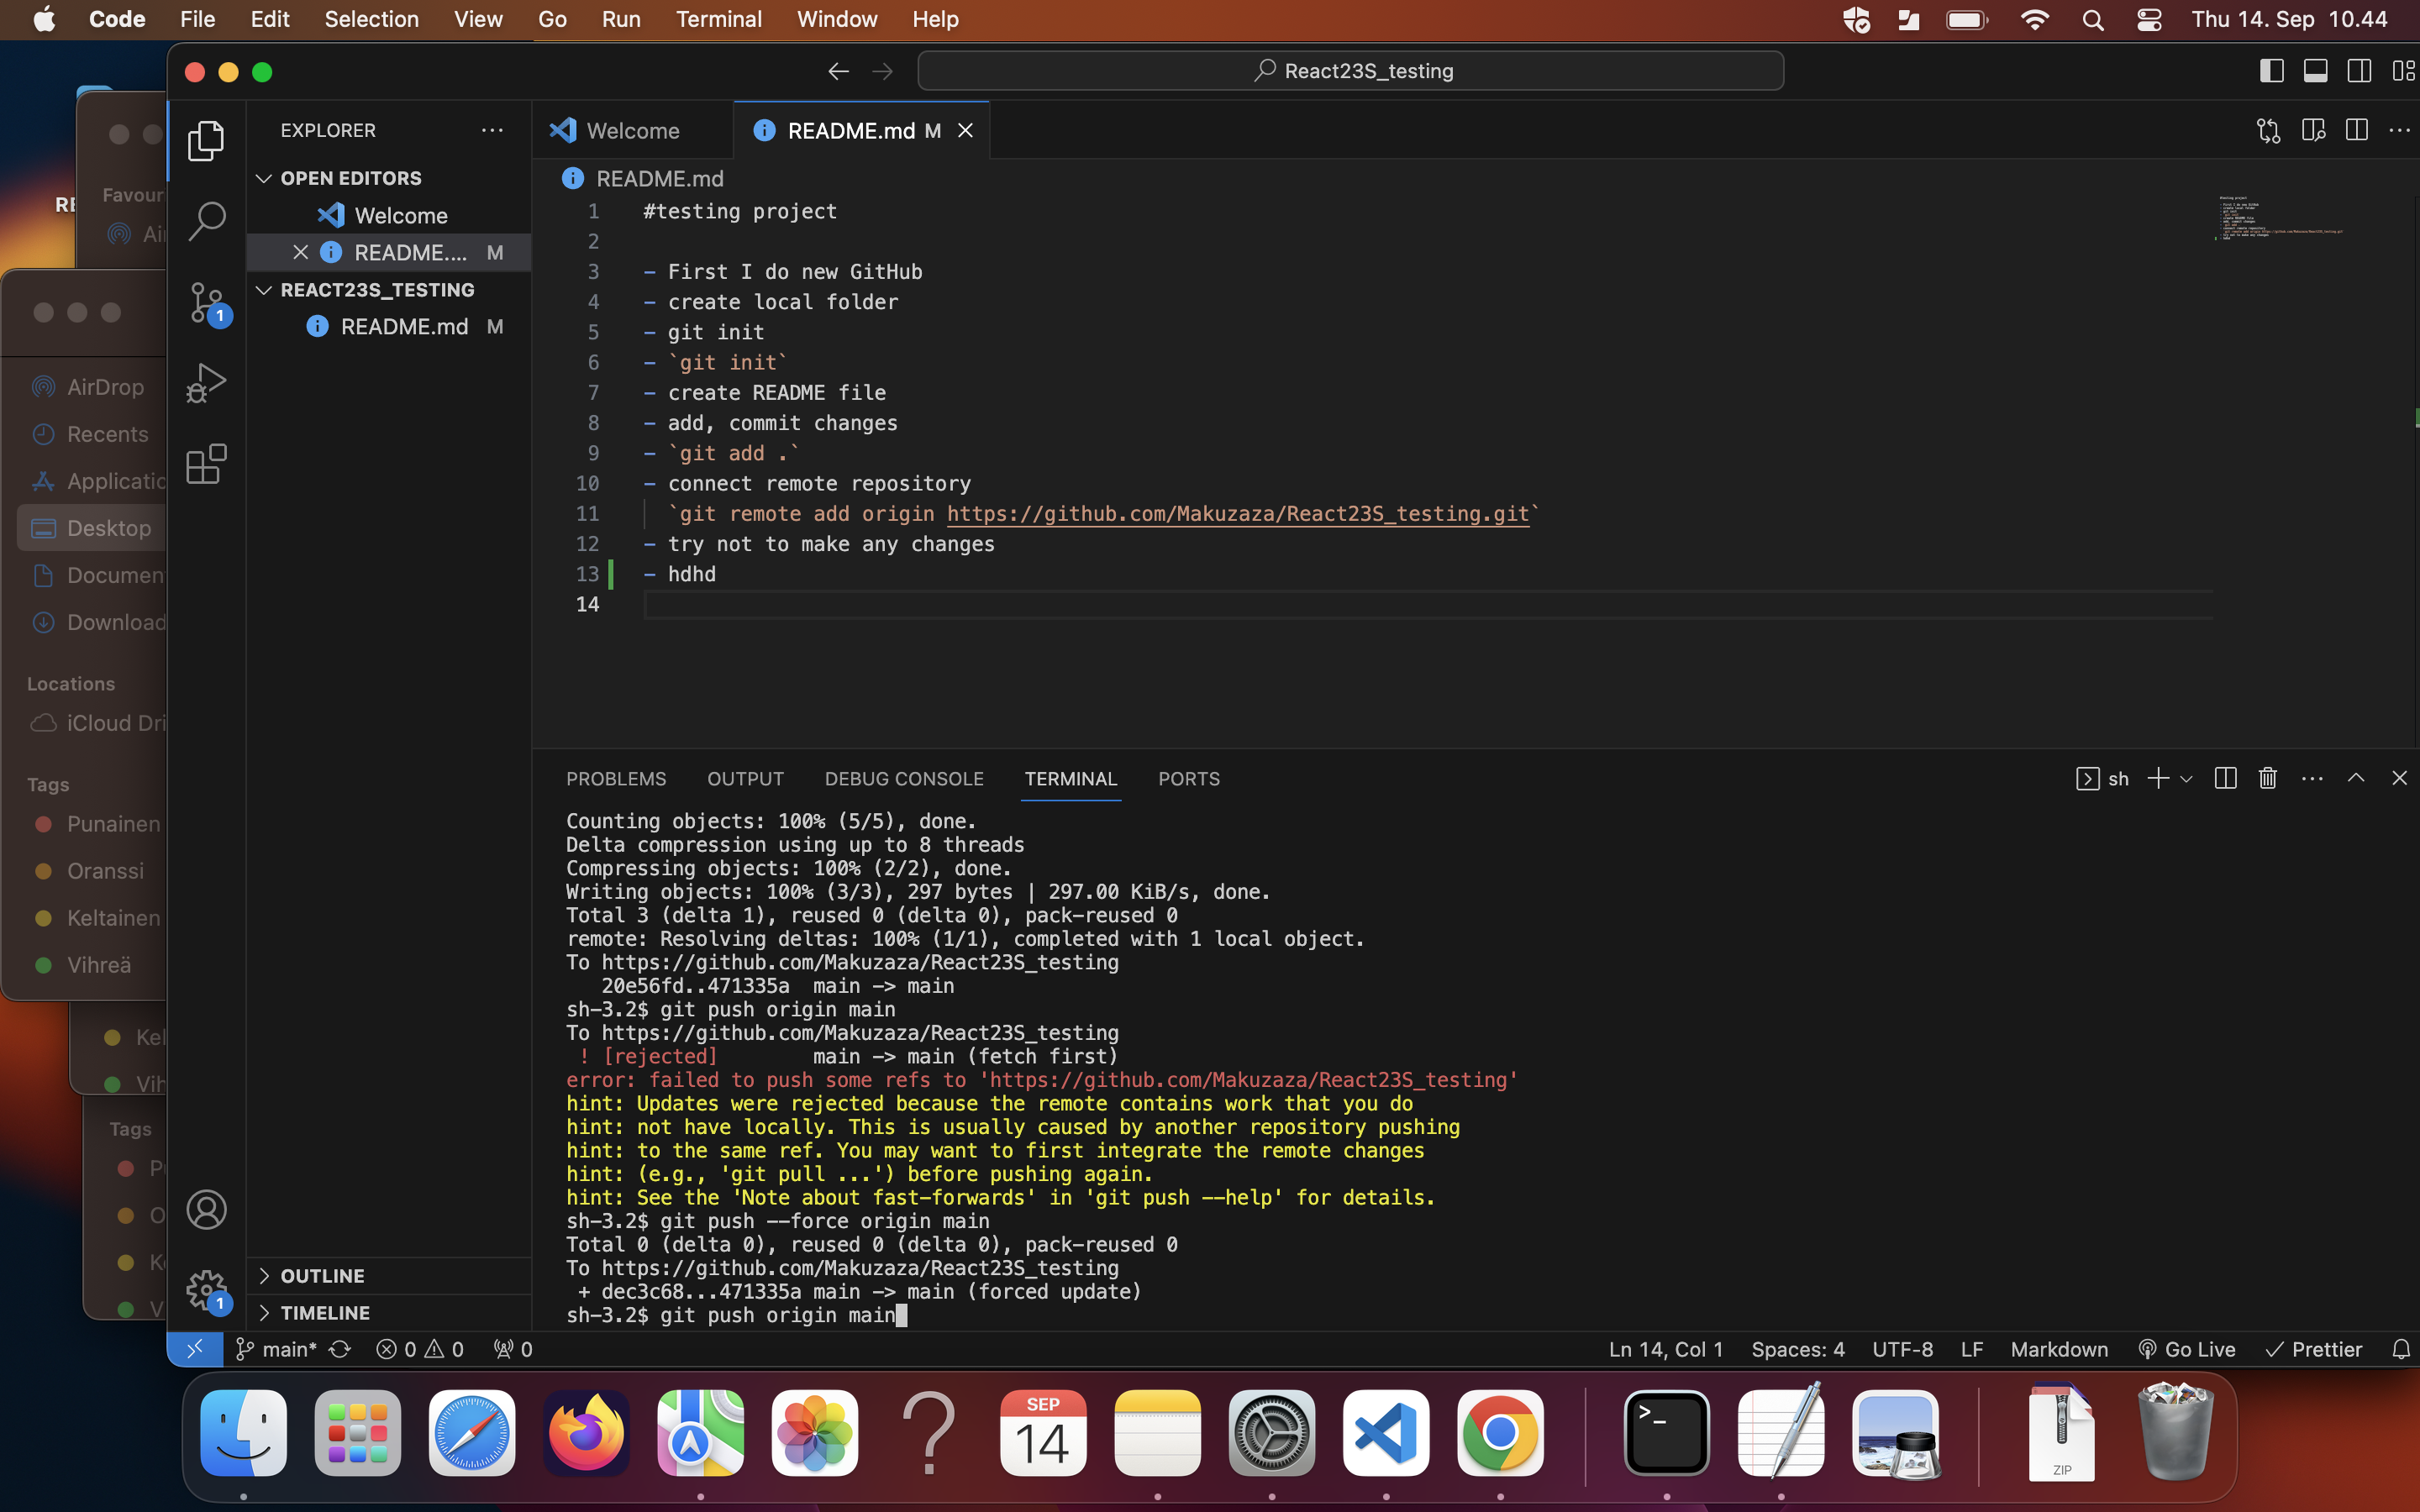 Code File Edit Selection View Go Run Terminal Window Help Thu 14. Sep 10.44
React23S_testing
RE
Favour
Air
AirDrop
Recents
Applicatic
Desktop
Documen
Download
Locations
iCloud Dri
Tags
Punainen
Oranssi
Keltainen
Vihreä
Kel
Vih
Tags
P
O
Ke
V
EXPLORER
OPEN EDITORS
Welcome
README.... M
REACT23S_TESTING
README.md M
1
OUTLINE
TIMELINE
1
Welcome README.md M
README.md
1 #testing project
2
3 - First I do new GitHub
4 - create local folder
5 - git init
6 - `git init`
7 - create README file
8 - add, commit changes
9 - `git add .`
10 - connect remote repository
11 `git remote add origin https://github.com/Makuzaza/React23S_testing.git`
12 - try not to make any changes
13 - hdhd
14
PROBLEMS OUTPUT DEBUG CONSOLE TERMINAL PORTS sh
Counting objects: 100% (5/5), done.
Delta compression using up to 8 threads
Compressing objects: 100% (2/2), done.
Writing objects: 100% (3/3), 297 bytes | 297.00 KiB/s, done.
Total 3 (delta 1), reused 0 (delta 0), pack-reused 0
remote: Resolving deltas: 100% (1/1), completed with 1 local object.
To https://github.com/Makuzaza/React23S_testing
20e56fd..471335a main -> main
sh-3.2$ git push origin main
To https://github.com/Makuzaza/React23S_testing
! [rejected] main -> main (fetch first)
error: failed to push some refs to 'https://github.com/Makuzaza/React23S_testing'
hint: Updates were rejected because the remote contains work that you do
hint: not have locally. This is usually caused by another repository pushing
hint: to the same ref. You may want to first integrate the remote changes
hint: (e.g., 'git pull ...') before pushing again.
hint: See the 'Note about fast-forwards' in 'git push --help' for details.
sh-3.2$ git push --force origin main
Total 0 (delta 0), reused 0 (delta 0), pack-reused 0
To https://github.com/Makuzaza/React23S_testing
+ dec3c68...471335a main -> main (forced update)
sh-3.2$ git push origin main
main* 0 0 0 Ln 14, Col 1 Spaces: 4 UTF-8 LF Markdown Go Live Prettier
SEP
14
ZIP